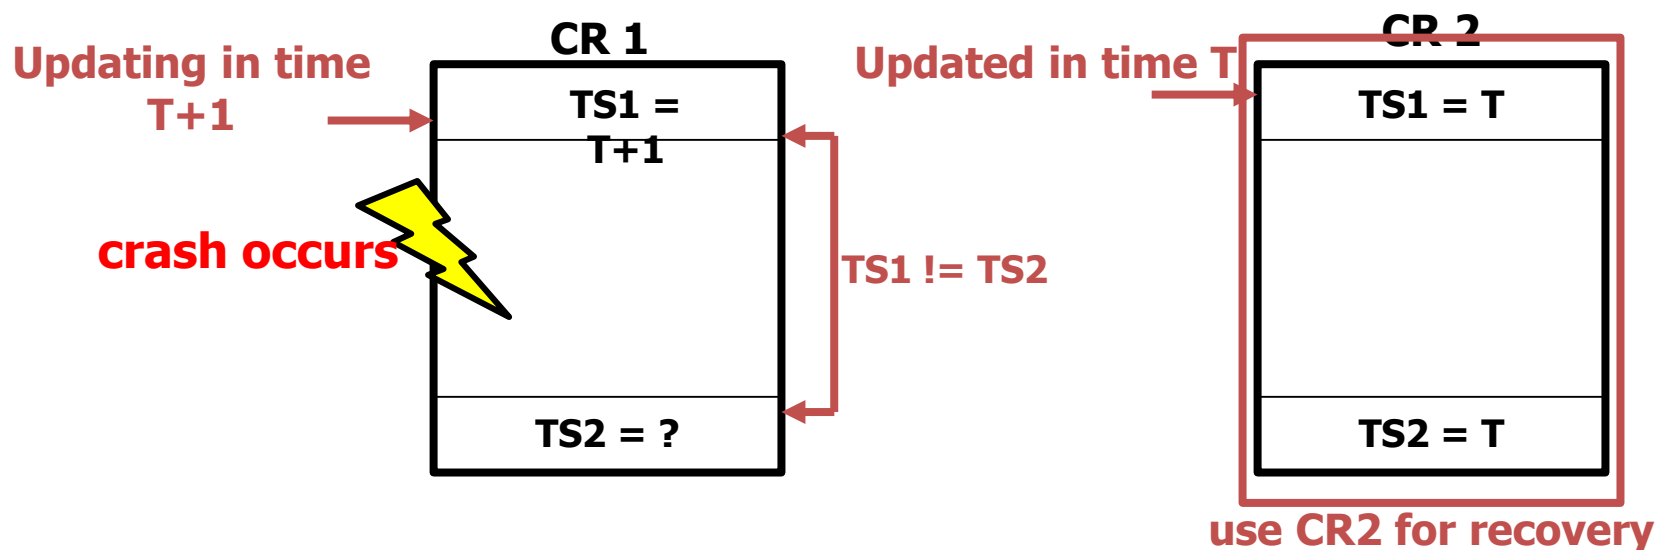 CR 1
CR 2
Updating in time
T+1
Updated in time T
TS1 =
T+1
TS1 = T
crash occurs
TS1 != TS2
TS2 = ?
TS2 = T
use CR2 for recovery